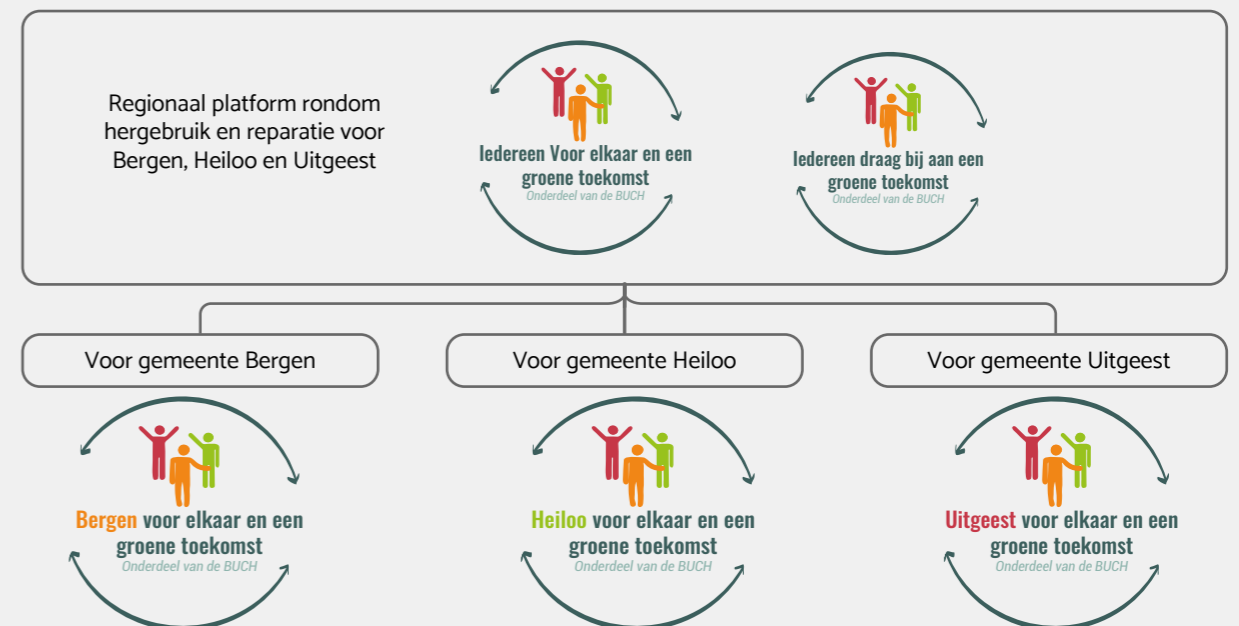 Regionaal platform rondom
hergebruik en reparatie voor
Bergen, Heiloo en Uitgeest
Iedereen Voor elkaar en een
groene toekomst
Onderdeel van de BUCH
Iedereen draag bij aan een
groene toekomst
Onderdeel van de BUCH
Voor gemeente Bergen
Voor gemeente Heiloo
Voor gemeente Uitgeest
Bergen voor elkaar en een
groene toekomst
Onderdeel van de BUCH
Heiloo voor elkaar en een
groene toekomst
Onderdeel van de BUCH
Uitgeest voor elkaar en een
groene toekomst
Onderdeel van de BUCH